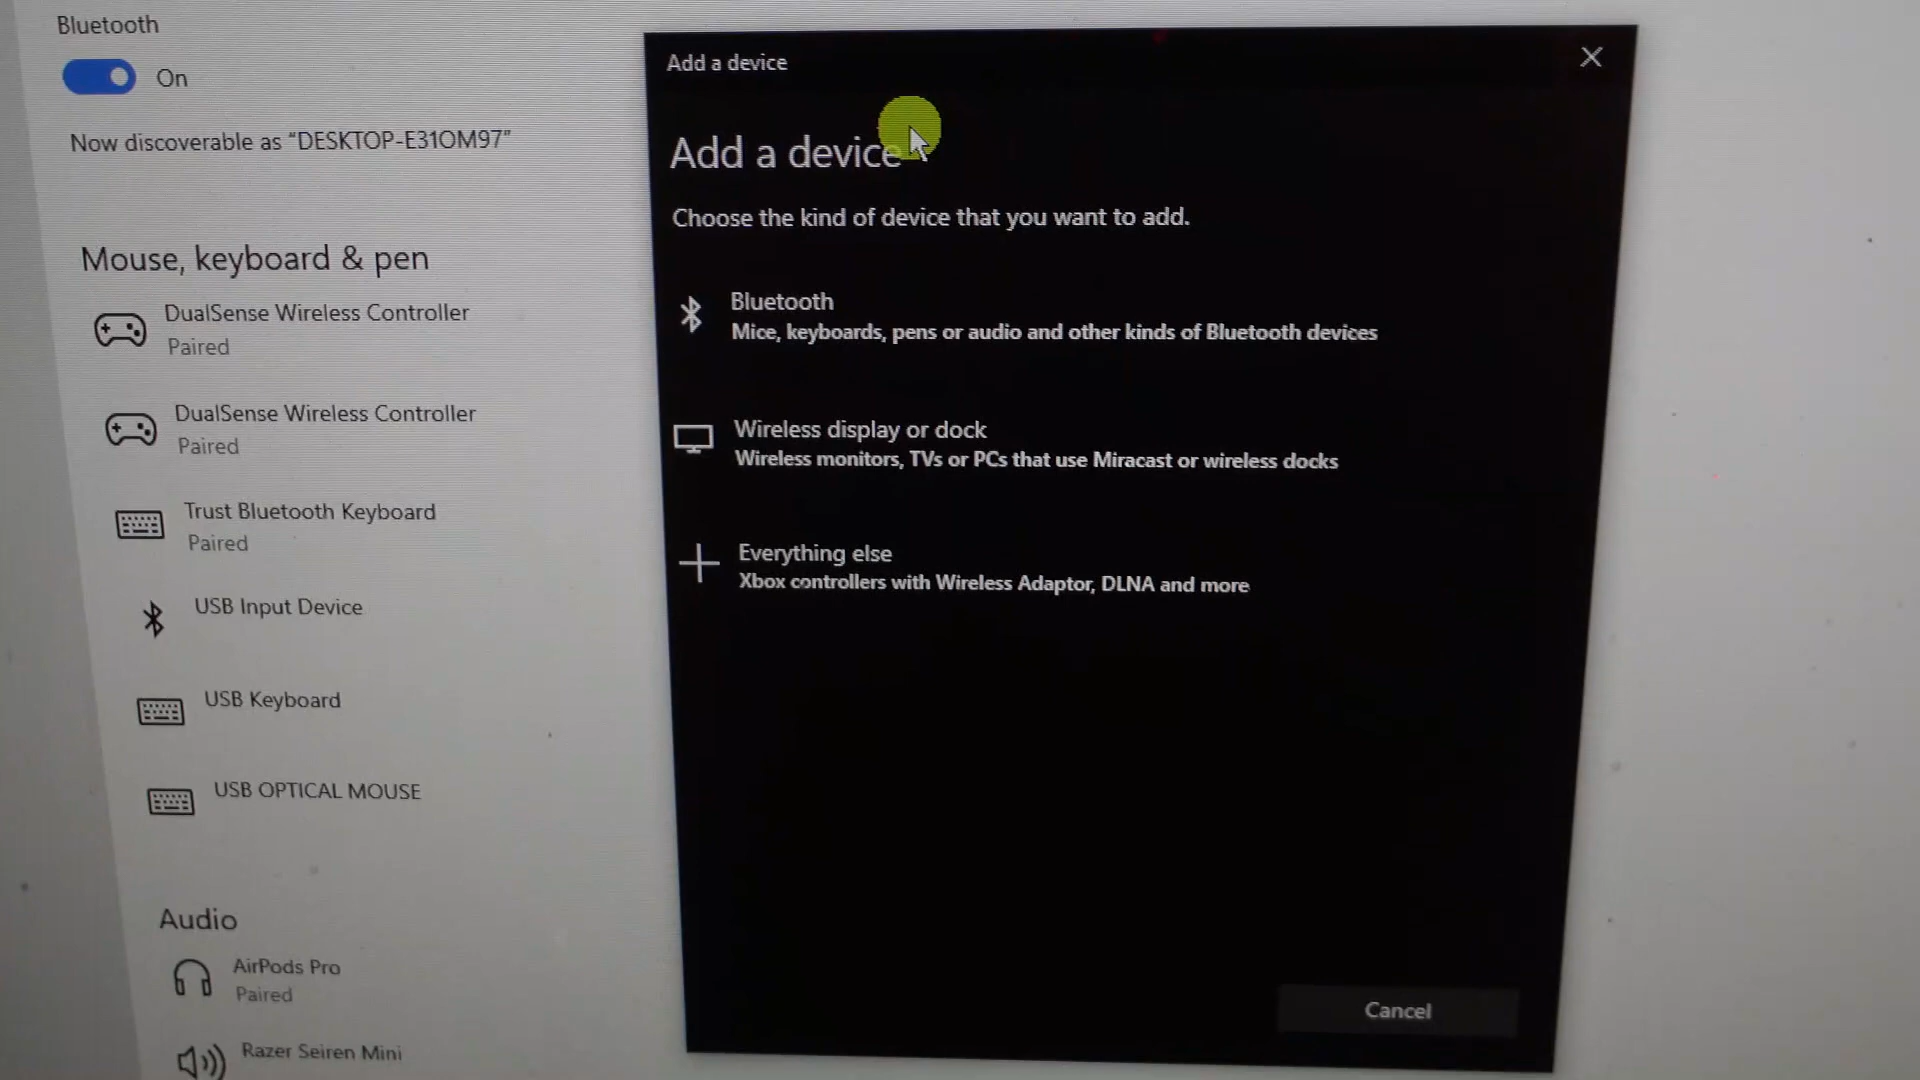 Bluetooth
On
Now discoverable as “DESKTOP-E31OM97”
Mouse, keyboard & pen
DualSense Wireless Controller
Paired
DualSense Wireless Controller
Paired
Trust Bluetooth Keyboard
Paired
USB Input Device
USB Keyboard
USB OPTICAL MOUSE
Audio
AirPods Pro
Paired
Razer Seiren Mini
Add a device
Add a device
Choose the kind of device that you want to add.
Bluetooth
Mice, keyboards, pens or audio and other kinds of Bluetooth devices
Wireless display or dock
Wireless monitors, TVs or PCs that use Miracast or wireless docks
Everything else
Xbox controllers with Wireless Adaptor, DLNA and more
Cancel